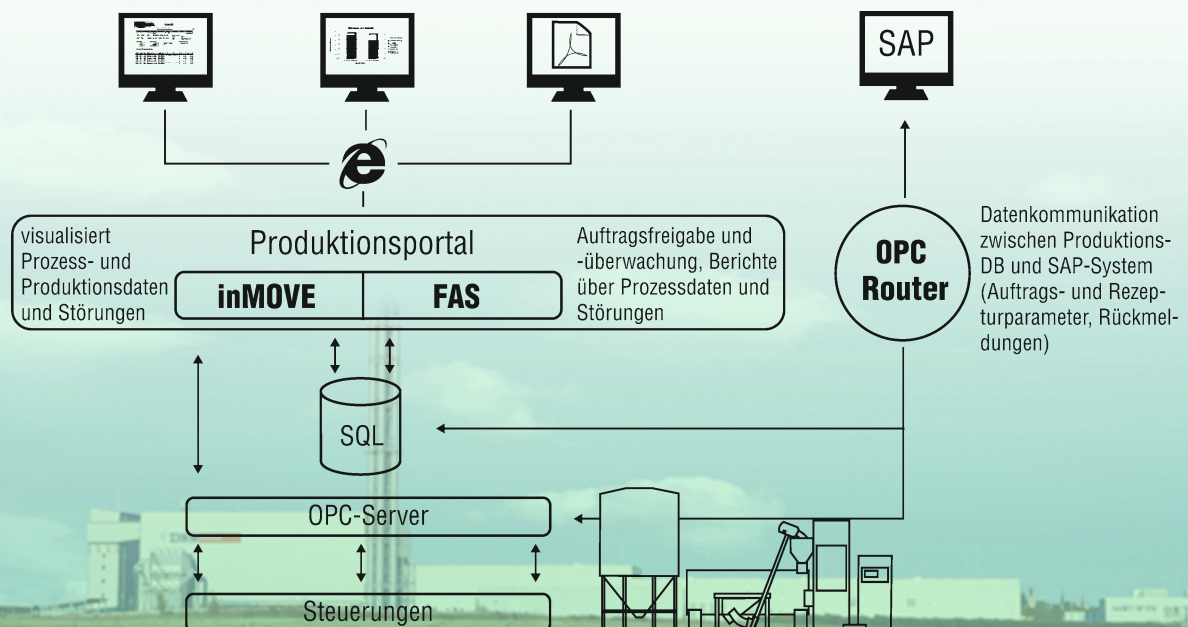 SAP
visualisiert
Prozess- und
Produktionsdaten
und Störungen
Produktionsportal
inMOVE
FAS
Auftragsfreigabe und
-überwachung, Berichte
über Prozessdaten und
Störungen
OPC
Router
Datenkommunikation
zwischen Produktions-
DB und SAP-System
(Auftrags- und Rezep-
turparameter, Rückmel-
dungen)
SQL
OPC-Server
Steuerungen